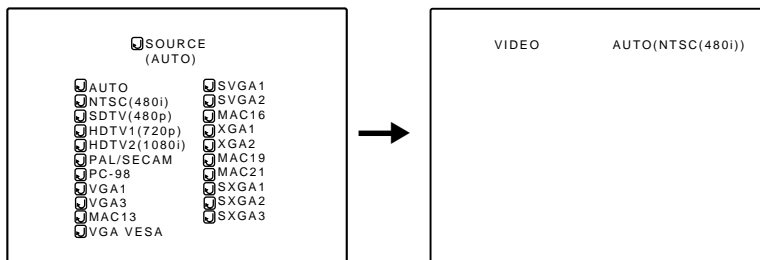 SOURCE
(AUTO)
AUTO
NTSC(480i)
SDTV(480p)
HDTV1(720p)
HDTV2(1080i)
PAL/SECAM
PC-98
VGA1
VGA3
MAC13
VGA VESA
SVGA1
SVGA2
MAC16
XGA1
XGA2
MAC19
MAC21
SXGA1
SXGA2
SXGA3
VIDEO AUTO(NTSC(480i))